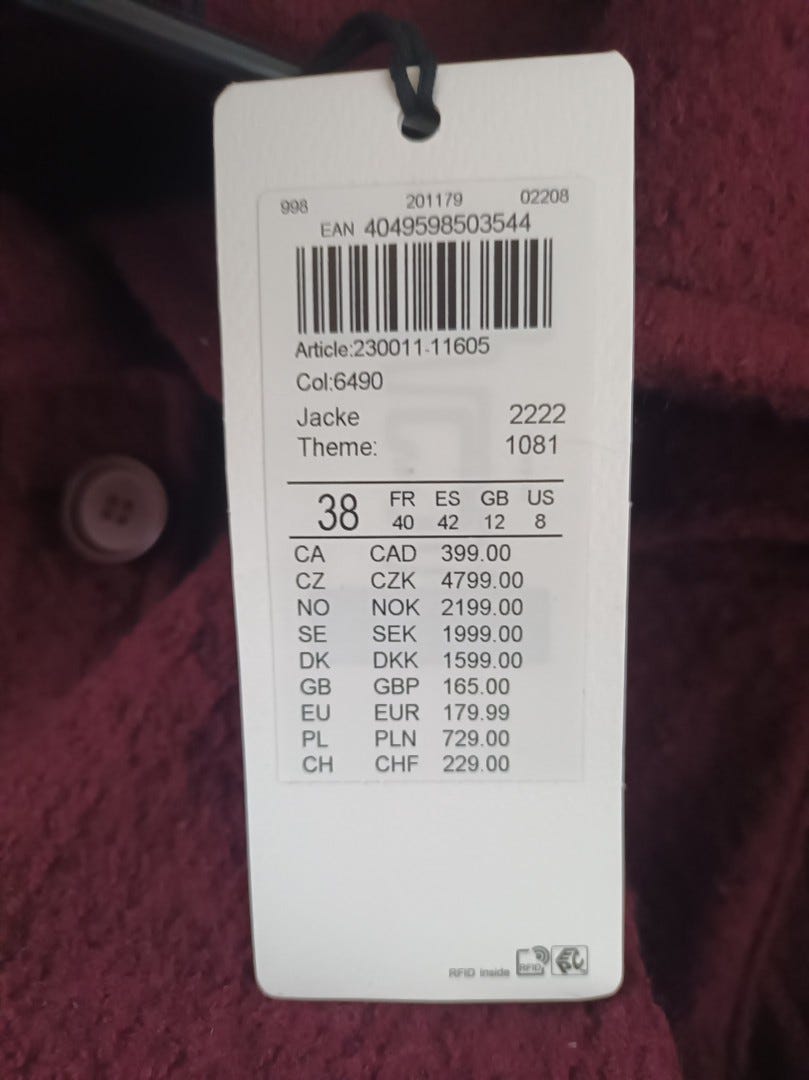 998 201179 02208
EAN 4049598503544
Article:230011-11605
Col:6490
Jacke 2222
Theme: 1081
38 FR ES GB US
40 42 12 8
CA CAD 399.00
CZ CZK 4799.00
NO NOK 2199.00
SE SEK 1999.00
DK DKK 1599.00
GB GBP 165.00
EU EUR 179.99
PL PLN 729.00
CH CHF 229.00
RFID inside RFID